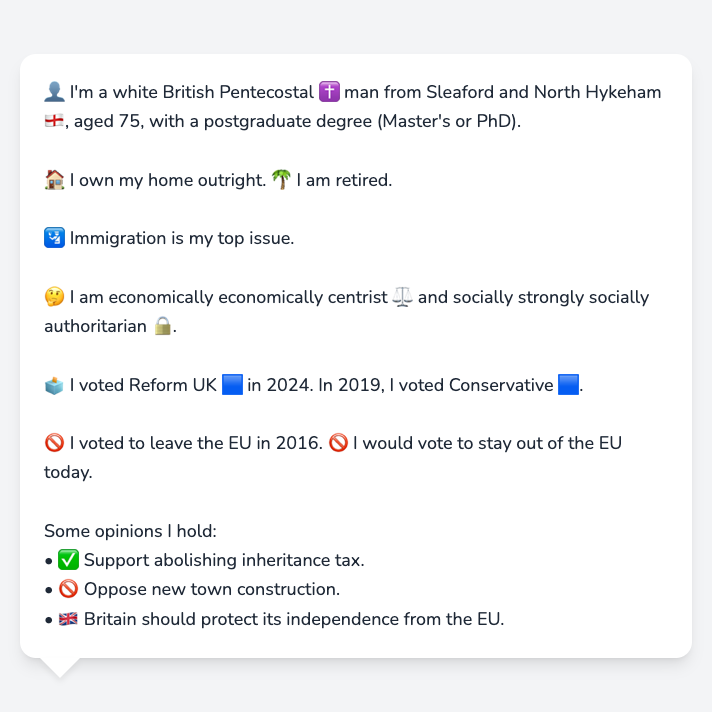 👤 I'm a white British Pentecostal ✝️ man from Sleaford and North Hykeham
🏴󠁧󠁢󠁥󠁮󠁧󠁿, aged 75, with a postgraduate degree (Master's or PhD).
🏠 I own my home outright. 🌴 I am retired.
🛂 Immigration is my top issue.
🤔 I am economically economically centrist ⚖️ and socially strongly socially
authoritarian 🔒.
🗳️ I voted Reform UK 🟦 in 2024. In 2019, I voted Conservative 🟦.
🚫 I voted to leave the EU in 2016. 🚫 I would vote to stay out of the EU
today.
Some opinions I hold:
• ✅ Support abolishing inheritance tax.
• 🚫 Oppose new town construction.
• 🇬🇧 Britain should protect its independence from the EU.